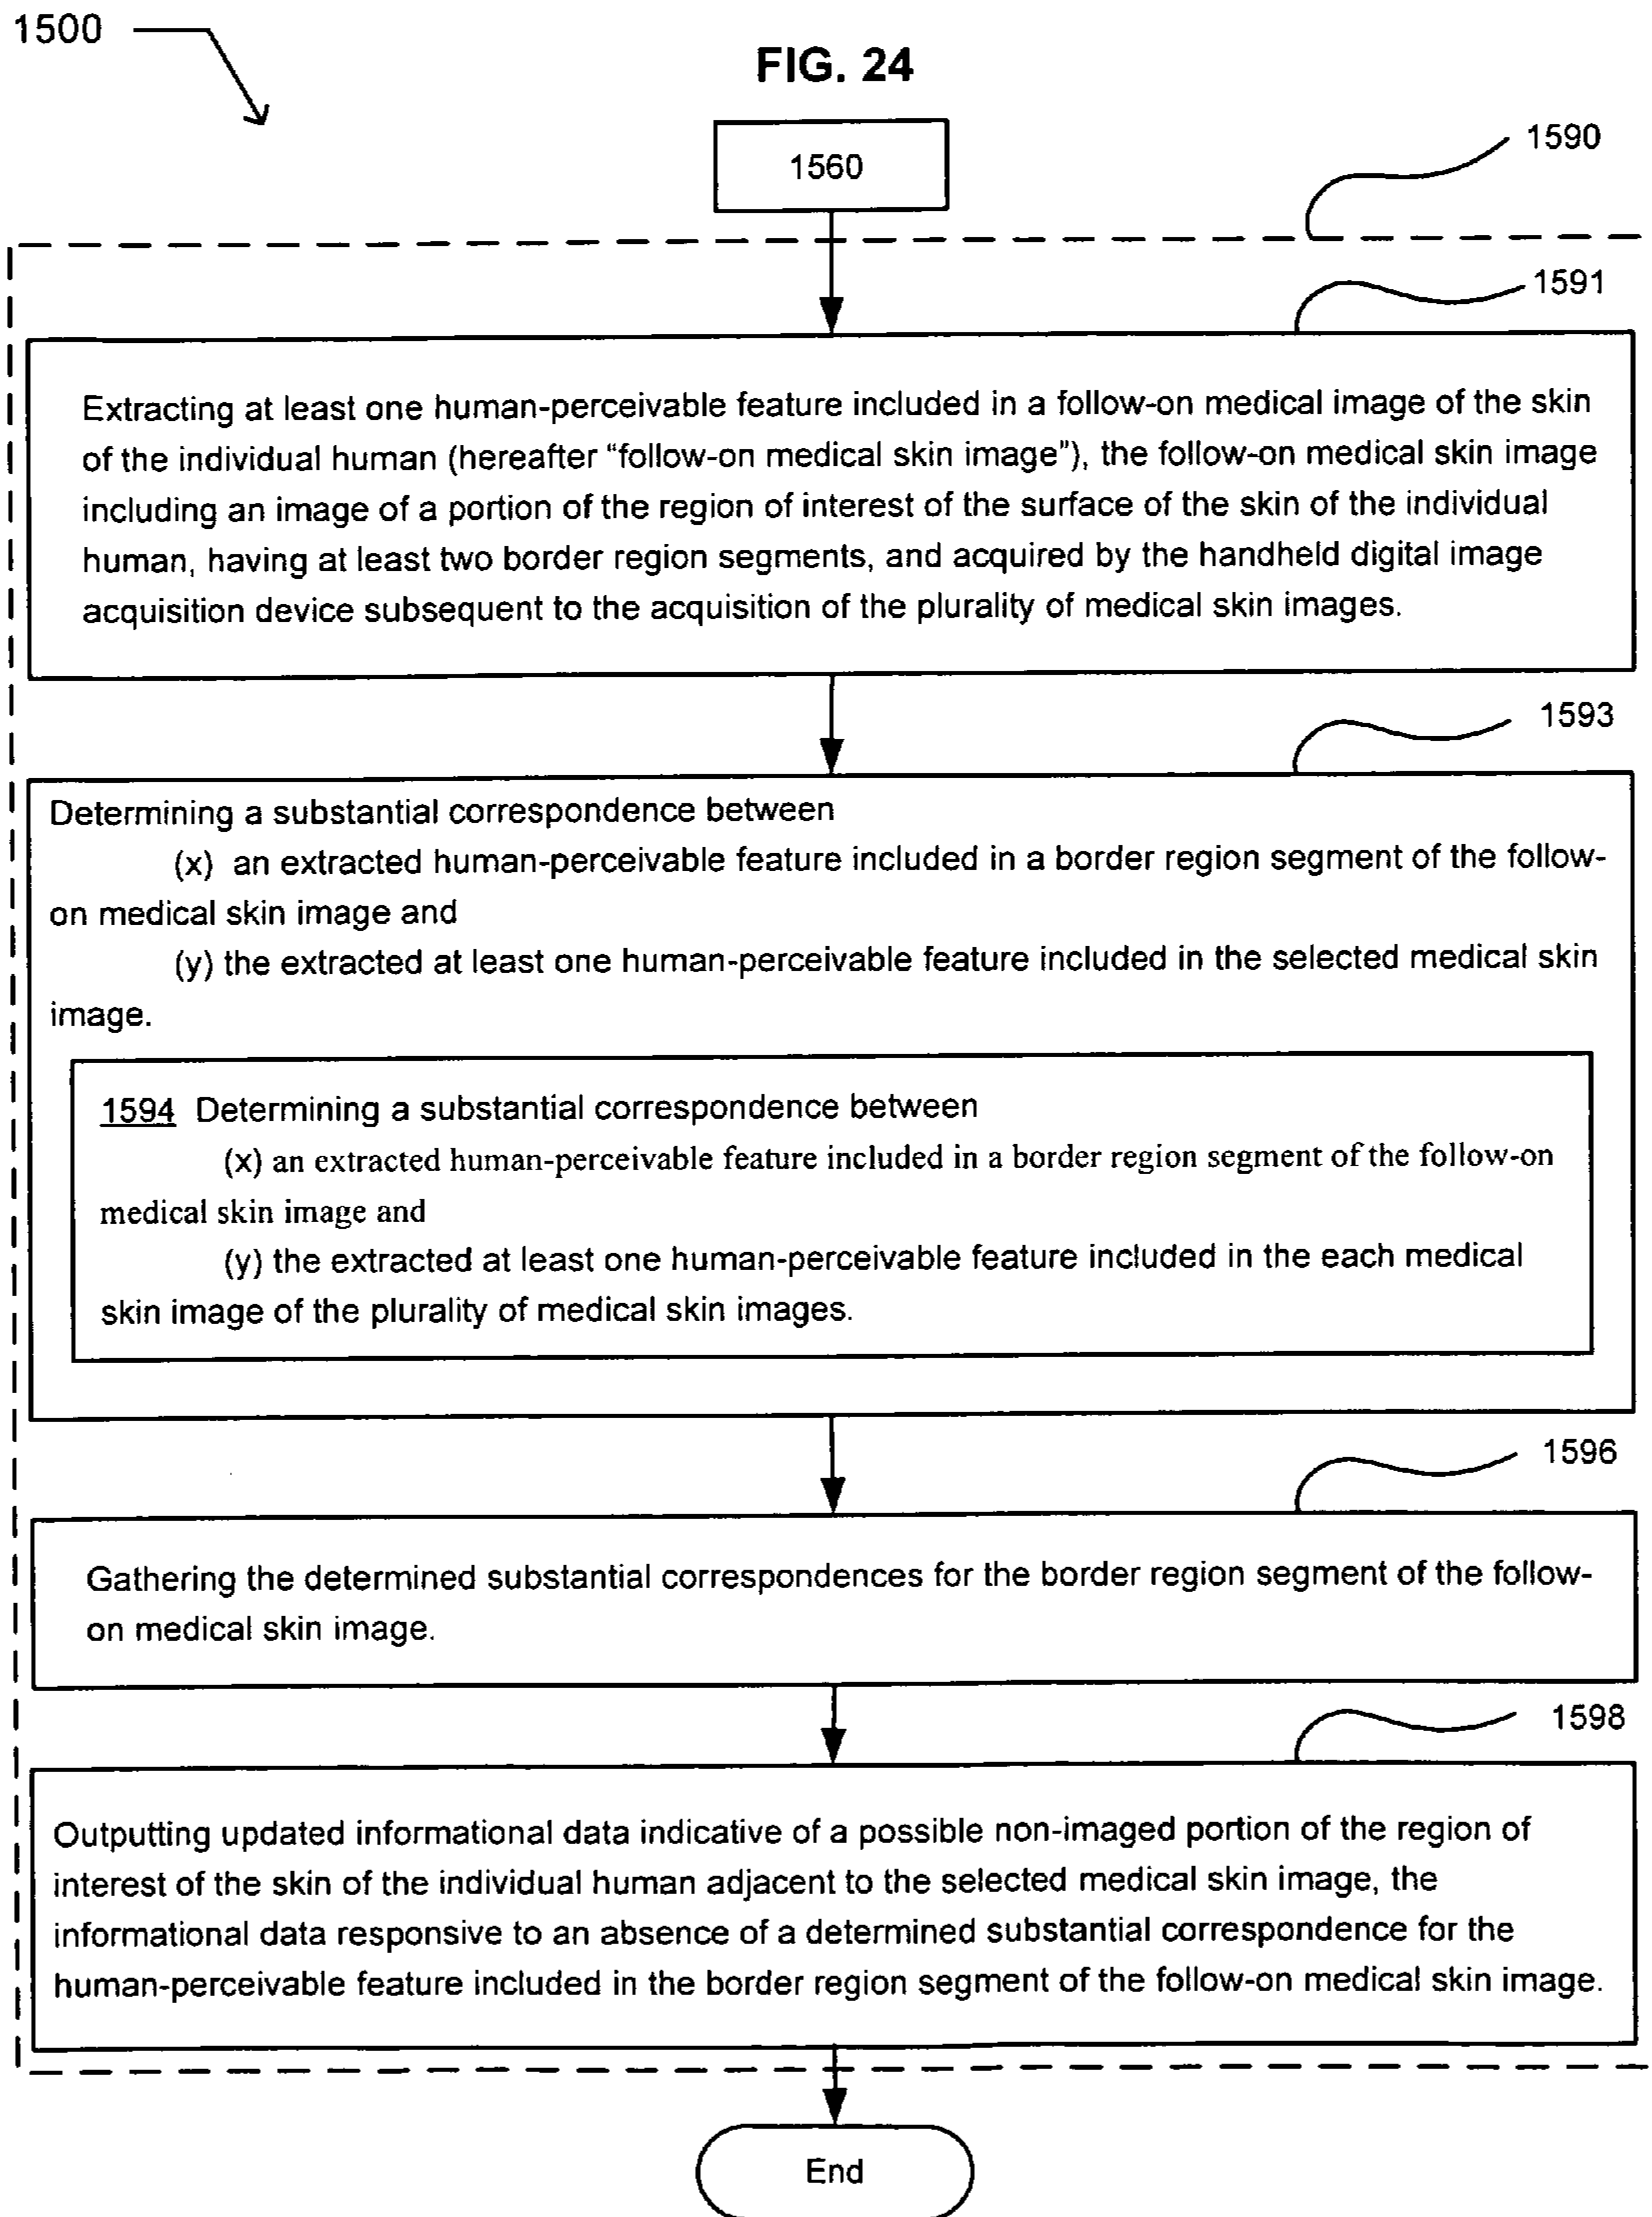 1500
FIG. 24
1560
1590
1591
Extracting at least one human-perceivable feature included in a follow-on medical image of the skin
of the individual human (hereafter “follow-on medical skin image”), the follow-on medical skin image
including an image of a portion of the region of interest of the surface of the skin of the individual
human, having at least two border region segments, and acquired by the handheld digital image
acquisition device subsequent to the acquisition of the plurality of medical skin images.
1593
Determining a substantial correspondence between
(x) an extracted human-perceivable feature included in a border region segment of the follow-
on medical skin image and
(y) the extracted at least one human-perceivable feature included in the selected medical skin
image.
1594 Determining a substantial correspondence between
(x) an extracted human-perceivable feature included in a border region segment of the follow-on
medical skin image and
(y) the extracted at least one human-perceivable feature included in the each medical
skin image of the plurality of medical skin images.
1596
Gathering the determined substantial correspondences for the border region segment of the follow-
on medical skin image.
1598
Outputting updated informational data indicative of a possible non-imaged portion of the region of
interest of the skin of the individual human adjacent to the selected medical skin image, the
informational data responsive to an absence of a determined substantial correspondence for the
human-perceivable feature included in the border region segment of the follow-on medical skin image.
End